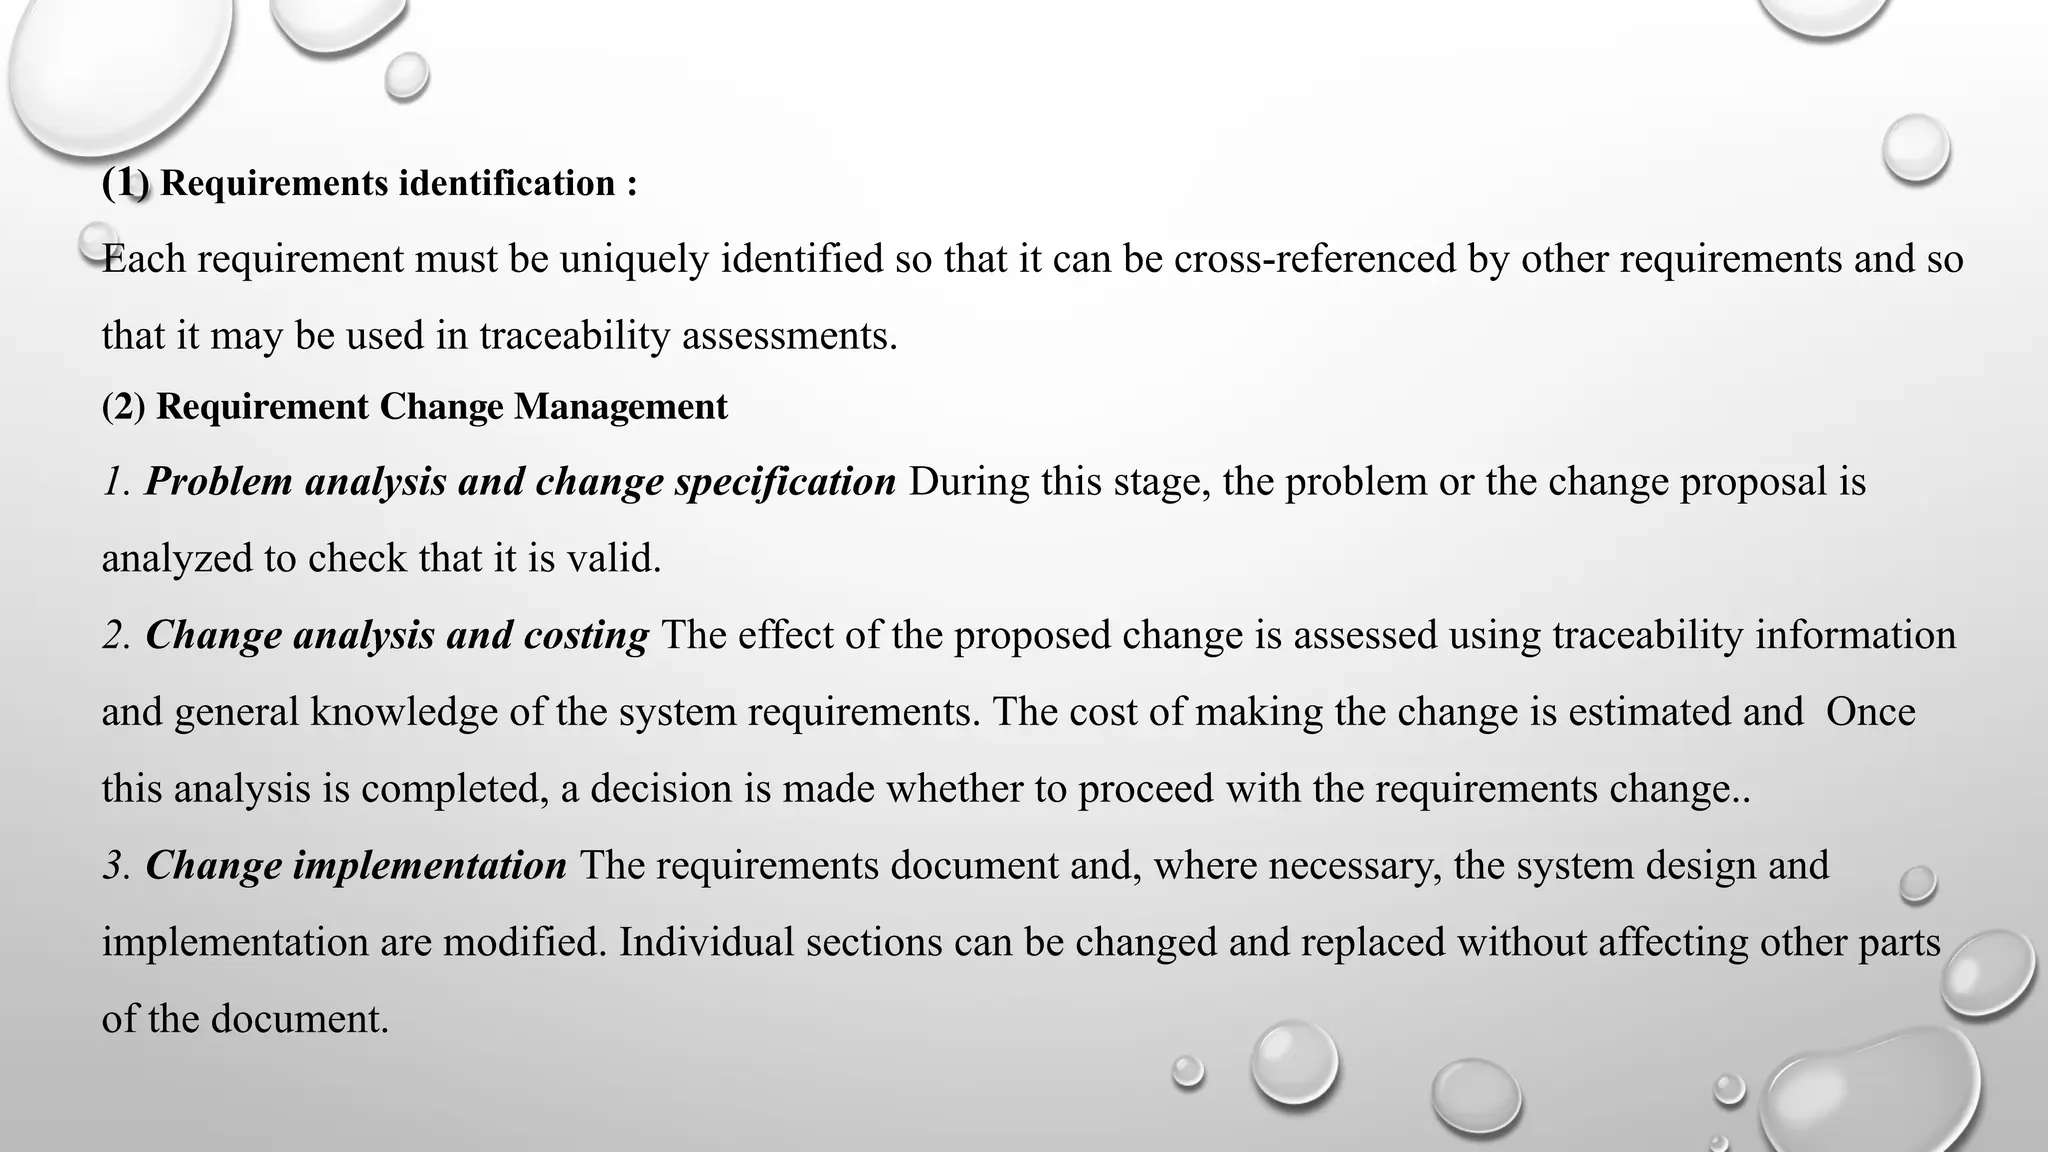 (1) Requirements identification :
Each requirement must be uniquely identified so that it can be cross-referenced by other requirements and so
that it may be used in traceability assessments.
(2) Requirement Change Management
1. Problem analysis and change specification During this stage, the problem or the change proposal is
analyzed to check that it is valid.
2. Change analysis and costing The effect of the proposed change is assessed using traceability information
and general knowledge of the system requirements. The cost of making the change is estimated and  Once
this analysis is completed, a decision is made whether to proceed with the requirements change..
3. Change implementation The requirements document and, where necessary, the system design and
implementation are modified. Individual sections can be changed and replaced without affecting other parts
of the document.